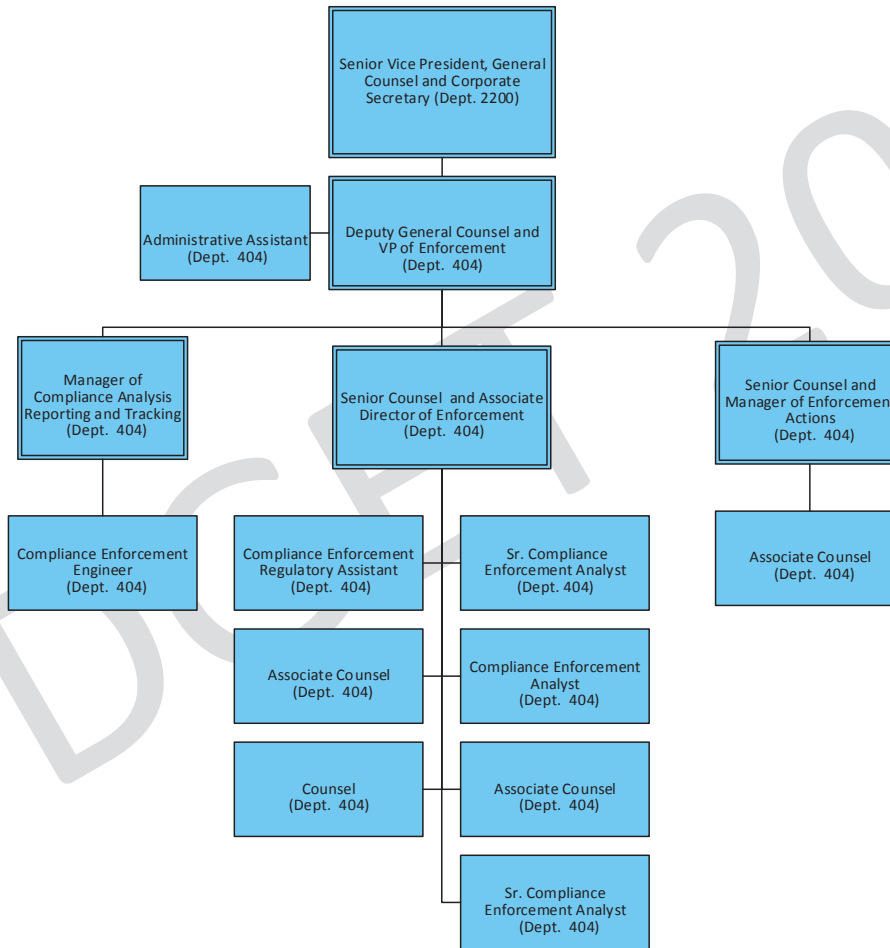 Senior Vice President, General
Counsel and Corporate
Secretary (Dept. 2200)
Administrative Assistant
(Dept. 404)
Deputy General Counsel and
VP of Enforcement
(Dept. 404)
Manager of
Compliance Analysis
Reporting and Tracking
(Dept. 404)
Senior Counsel and Associate
Director of Enforcement
(Dept. 404)
Senior Counsel and
Manager of Enforcement
Actions
(Dept. 404)
Compliance Enforcement
Engineer
(Dept. 404)
Compliance Enforcement
Regulatory Assistant
(Dept. 404)
Sr. Compliance
Enforcement Analyst
(Dept. 404)
Associate Counsel
(Dept. 404)
Associate Counsel
(Dept. 404)
Compliance Enforcement
Analyst
(Dept. 404)
Counsel
(Dept. 404)
Associate Counsel
(Dept. 404)
Sr. Compliance
Enforcement Analyst
(Dept. 404)